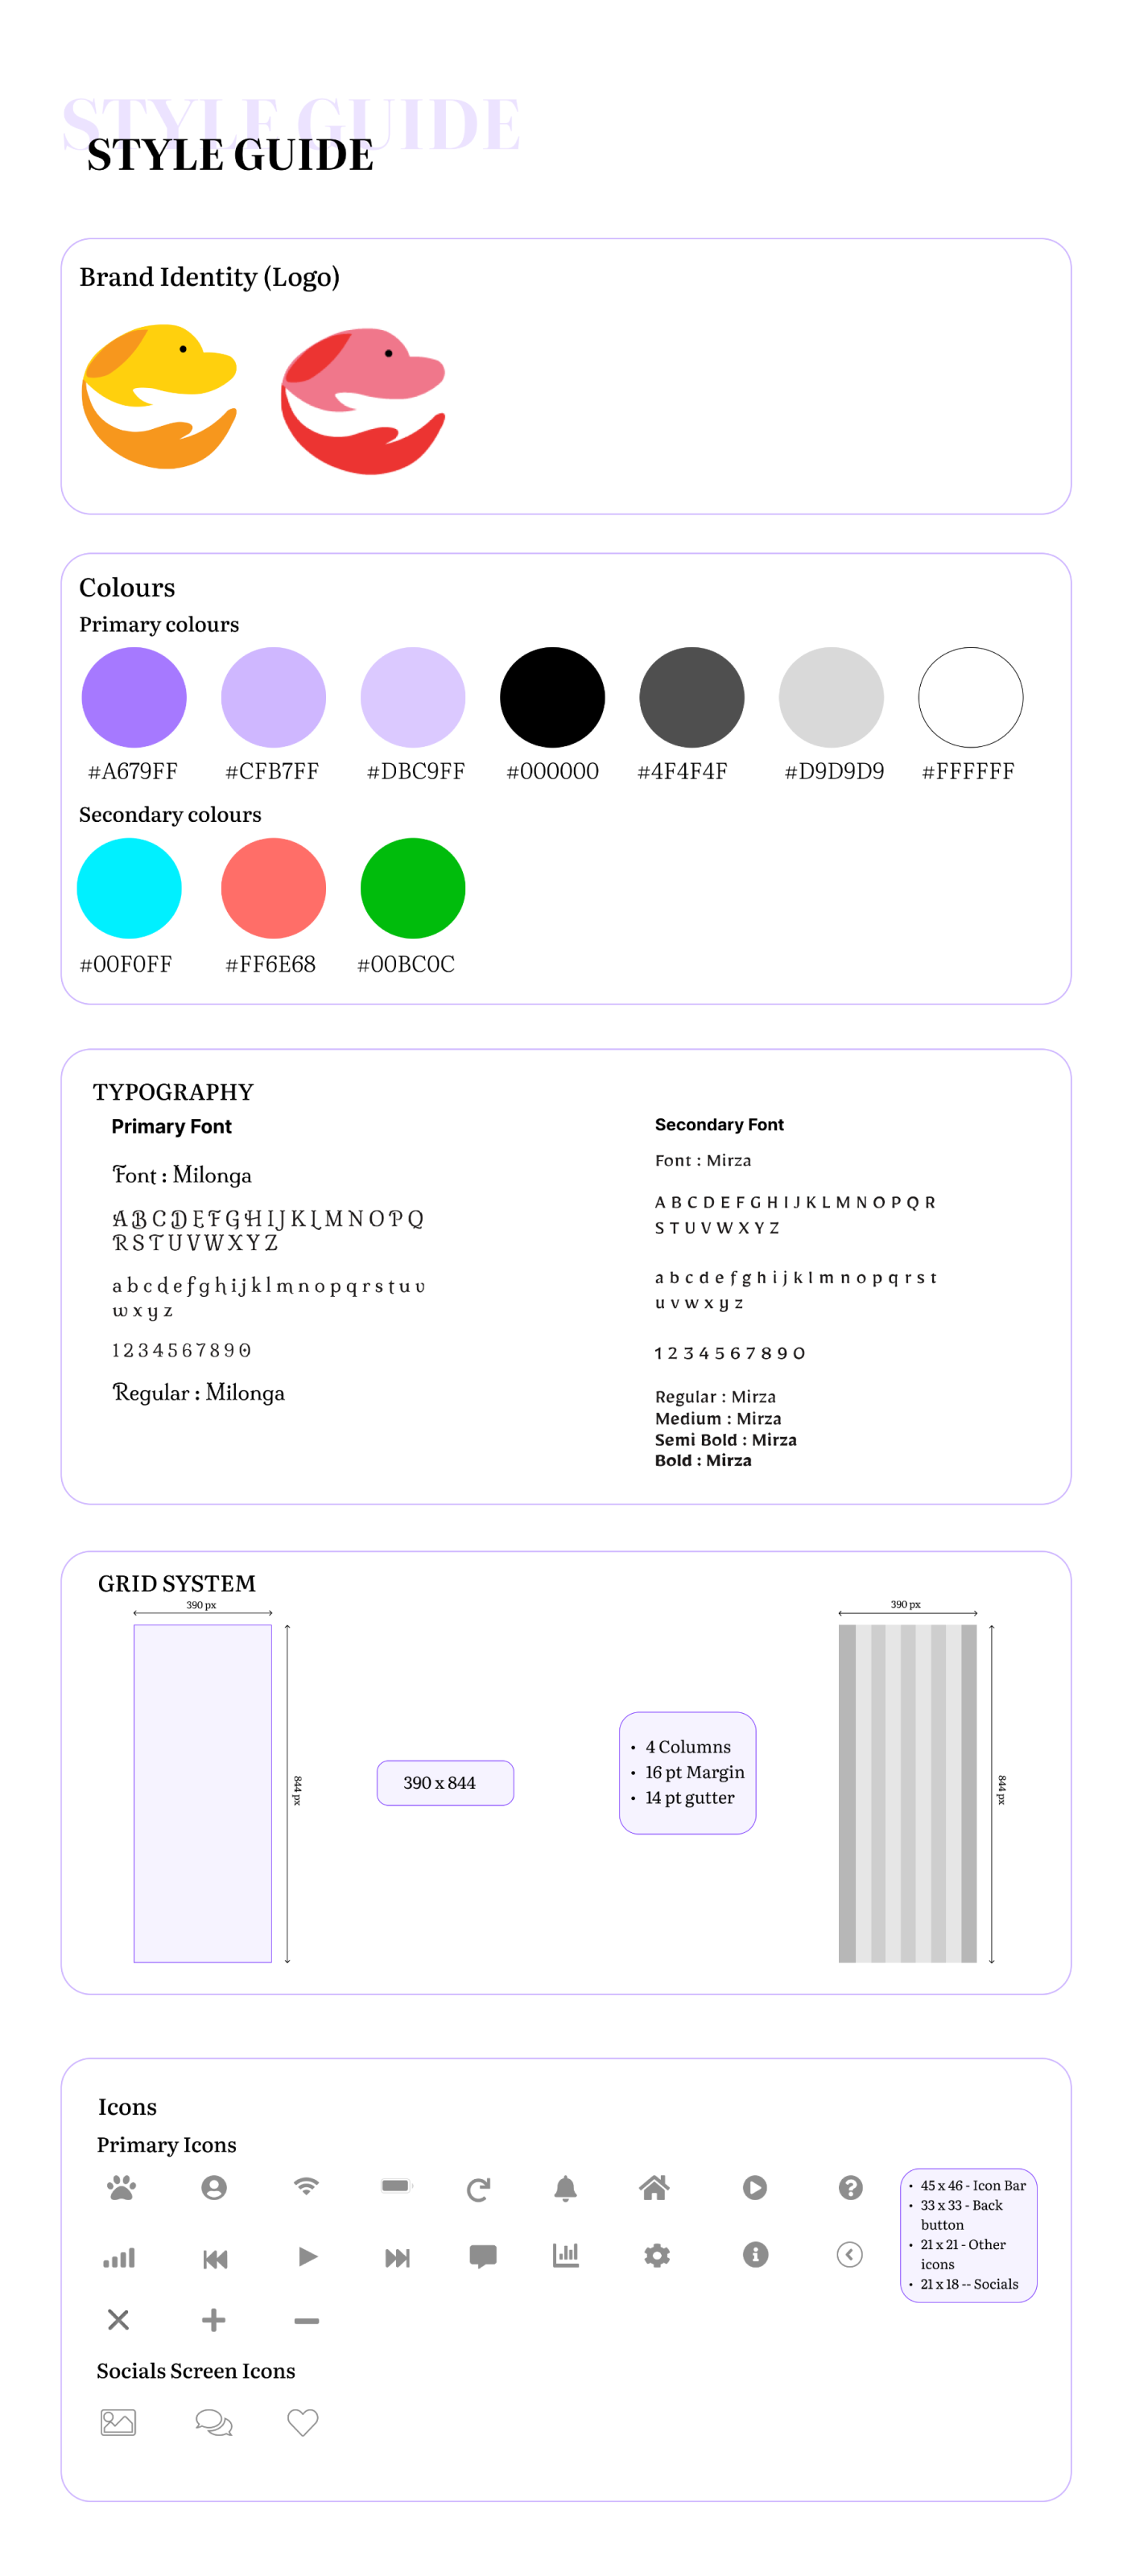 STYLE GUIDE
STYLE GUIDE
Brand Identity (Logo)
Colours
Primary colours
#A679FF #CFB7FF #DBC9FF #000000 #4F4F4F #D9D9D9 #FFFFFF
Secondary colours
#00F0FF #FF6E68 #00BC0C
TYPOGRAPHY
Primary Font
Font : Milonga
A B C D E F G H I J K L M N O P Q
R S T U V W X Y Z
a b c d e f g h i j k l m n o p q r s t u v
w x y z
1 2 3 4 5 6 7 8 9 0
Regular : Milonga
Secondary Font
Font : Mirza
A B C D E F G H I J K L M N O P Q R
S T U V W X Y Z
a b c d e f g h i j k l m n o p q r s t
u v w x y z
1 2 3 4 5 6 7 8 9 0
Regular : Mirza
Medium : Mirza
Semi Bold : Mirza
Bold : Mirza
GRID SYSTEM
390 px
844 px
390 x 844
• 4 Columns
• 16 pt Margin
• 14 pt gutter
390 px
844 px
Icons
Primary Icons
• 45 x 46 - Icon Bar
• 33 x 33 - Back
button
• 21 x 21 - Other
icons
• 21 x 18 -- Socials
Socials Screen Icons